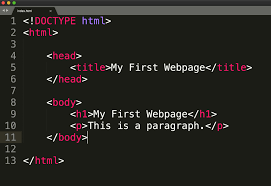 index.html
1 <!DOCTYPE html>
2 <html>
3
4 <head>
5 <title>My First Webpage</title>
6 </head>
7
8 <body>
9 <h1>My First Webpage</h1>
10 <p>This is a paragraph.</p>
11 </body>
12
13 </html>